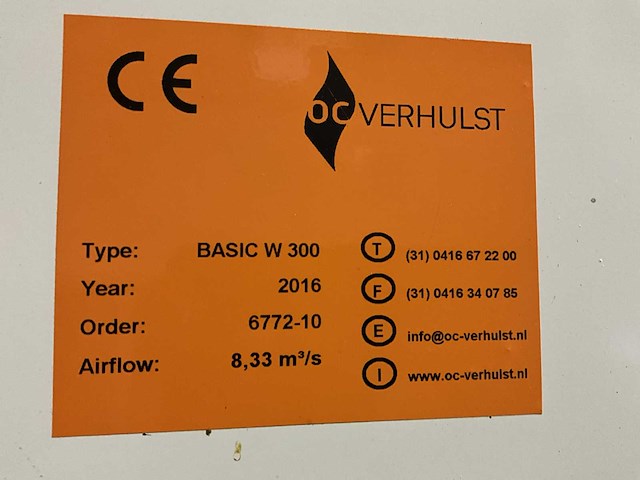 CE
OC VERHULST
Type: BASIC W 300
Year: 2016
Order: 6772-10
Airflow: 8,33 m³/s
T (31) 0416 67 22 00
F (31) 0416 34 07 85
E info@oc-verhulst.nl
I www.oc-verhulst.nl